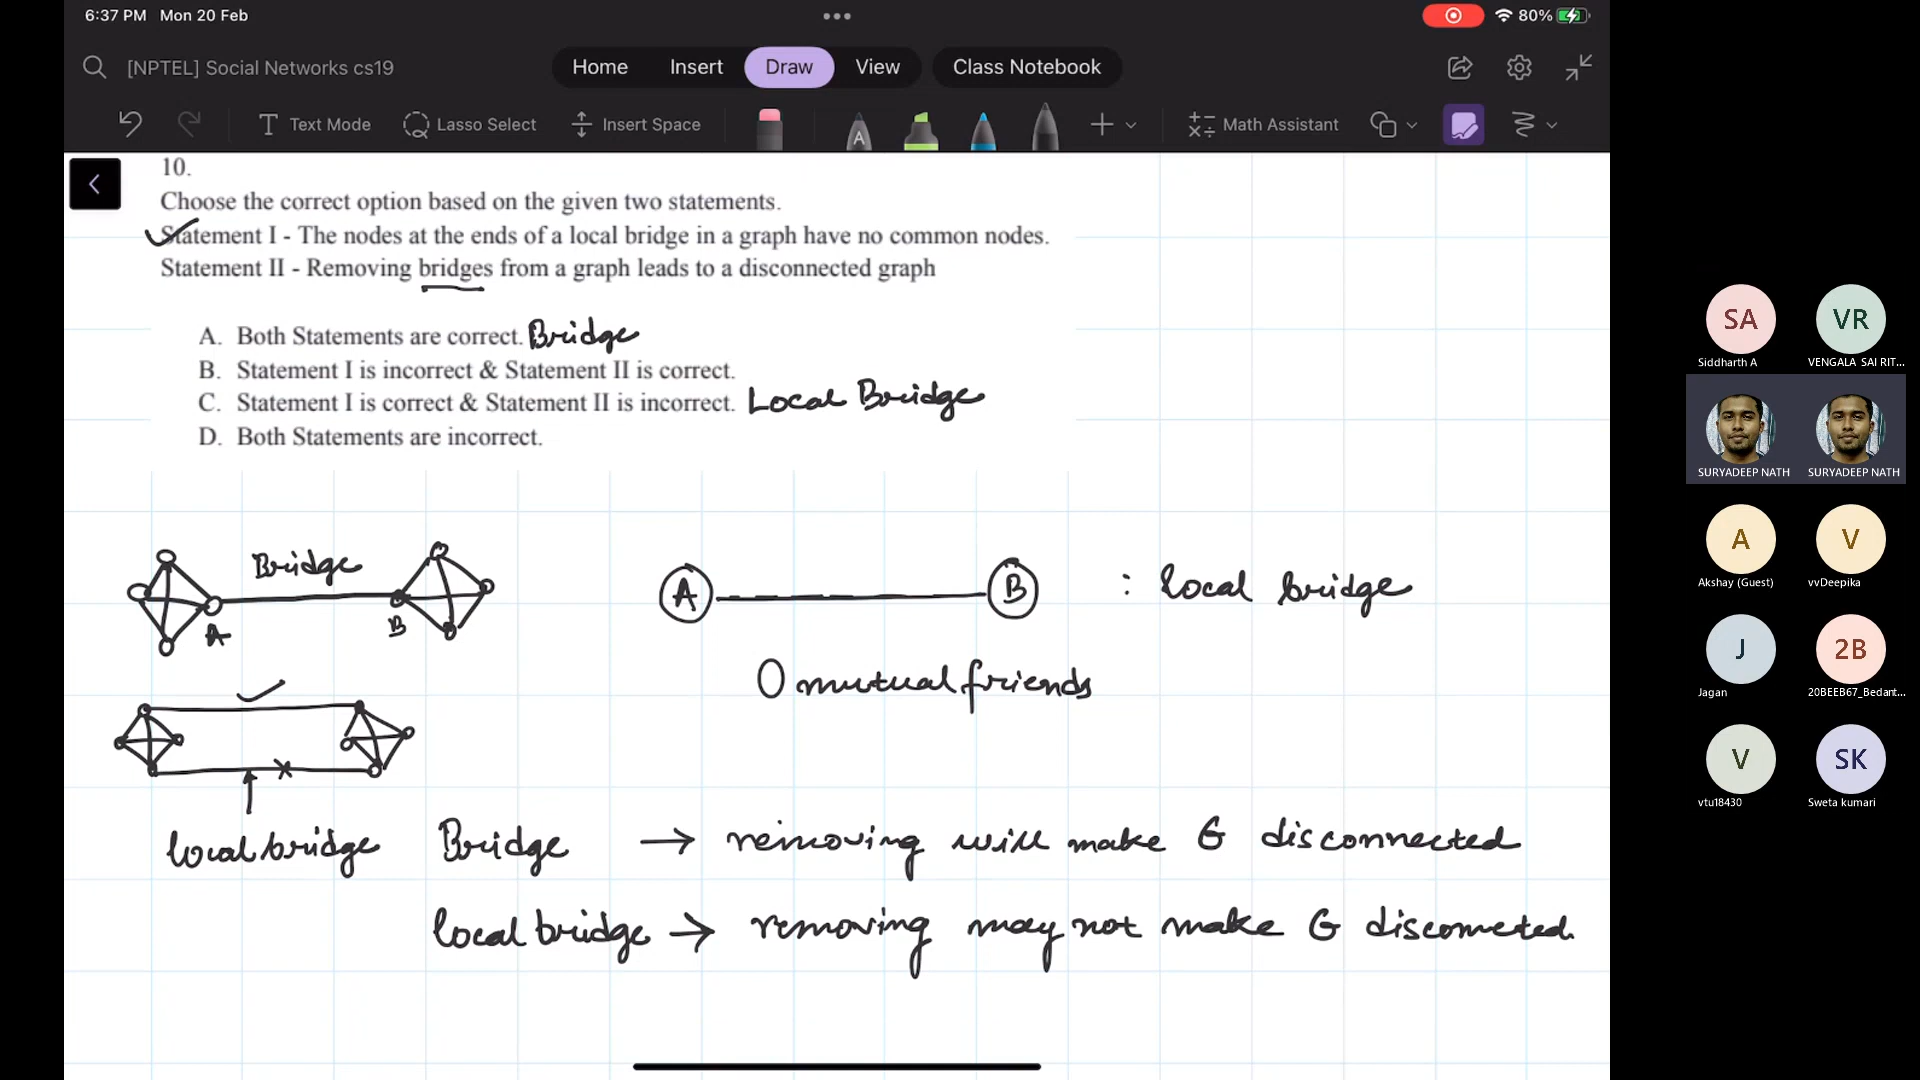 6:37 PM Mon 20 Feb
80%
[NPTEL] Social Networks cs19
Home Insert Draw View Class Notebook
Text Mode Lasso Select Insert Space A Math Assistant
10.
Choose the correct option based on the given two statements.
Statement I - The nodes at the ends of a local bridge in a graph have no common nodes.
Statement II - Removing bridges from a graph leads to a disconnected graph
A. Both Statements are correct. Bridge
B. Statement I is incorrect & Statement II is correct.
C. Statement I is correct & Statement II is incorrect. Local Bridge
D. Both Statements are incorrect.
Bridge
A B
A B : local bridge
0 mutual friends
local bridge
Bridge → removing will make G disconnected
local bridge → removing may not make G disconnected.
SA VR
Siddharth A VENGALA SAI RIT...
SURYADEEP NATH SURYADEEP NATH
A V
Akshay (Guest) vvDeepika
J 2B
Jagan 20BEEB67_Bedant...
V SK
vtu18430 Sweta kumari